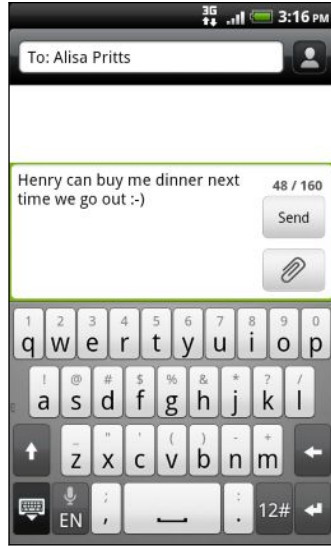 3G 3:16 PM
To: Alisa Pritts
Henry can buy me dinner next
time we go out :-)
48 / 160
Send
1 2 3 4 5 6 7 8 9 0
q w e r t y u i o p
! @ # $ % & * ? /
a s d f g h j k l
_ " ' ( ) - +
z x c v b n m
; :
EN , . 12#